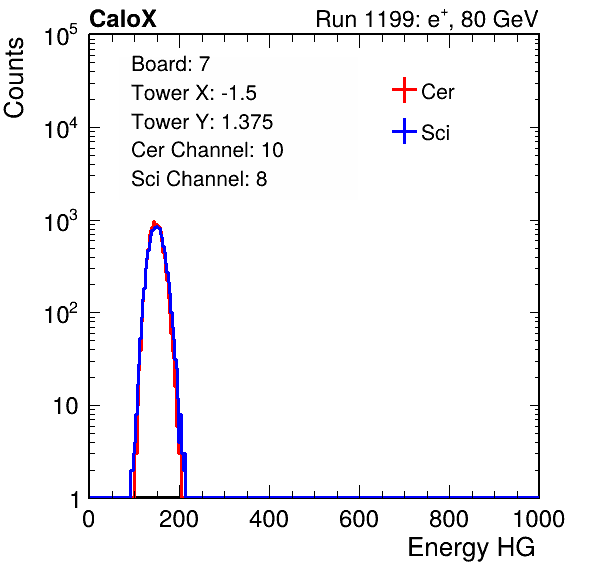 CaloX Run 1199: e+, 80 GeV
Counts
Board: 7
Tower X: -1.5
Tower Y: 1.375
Cer Channel: 10
Sci Channel: 8
Cer
Sci
10^5
10^4
10^3
10^2
10
1
0 200 400 600 800 1000
Energy HG